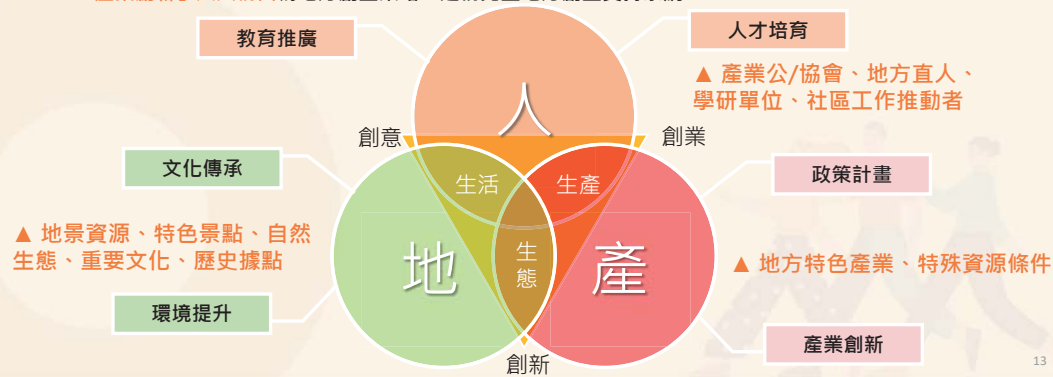 教育推廣
人才培育
▲ 產業公/協會、地方直人、
學研單位、社區工作推動者
人
創意
創業
文化傳承
生活
生產
政策計畫
▲ 地景資源、特色景點、自然
生態、重要文化、歷史據點
地
生
態
產
▲ 地方特色產業、特殊資源條件
環境提升
產業創新
創新
13